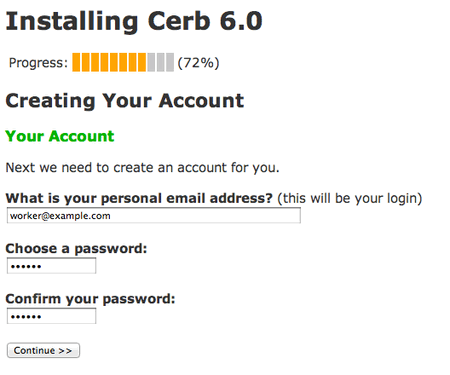 Installing Cerb 6.0
Progress: (72%)
Creating Your Account
Your Account
Next we need to create an account for you.
What is your personal email address? (this will be your login)
worker@example.com
Choose a password:
••••••
Confirm your password:
••••••
Continue >>